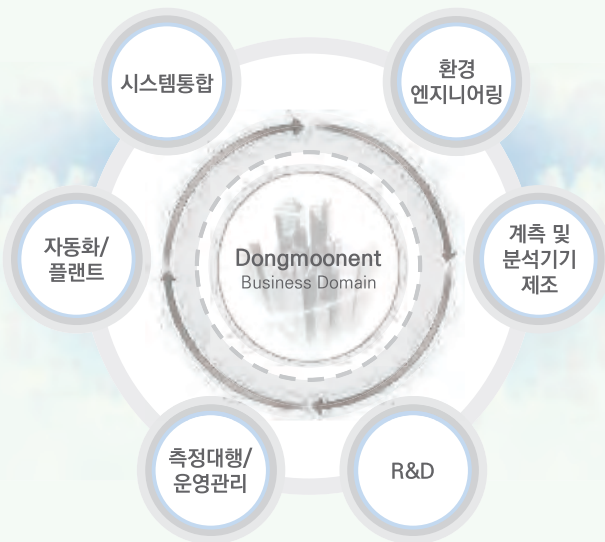 시스템통합
환경
엔지니어링
자동화/
플랜트
Dongmoonent
Business Domain
계측 및
분석기기
제조
측정대행/
운영관리
R&D